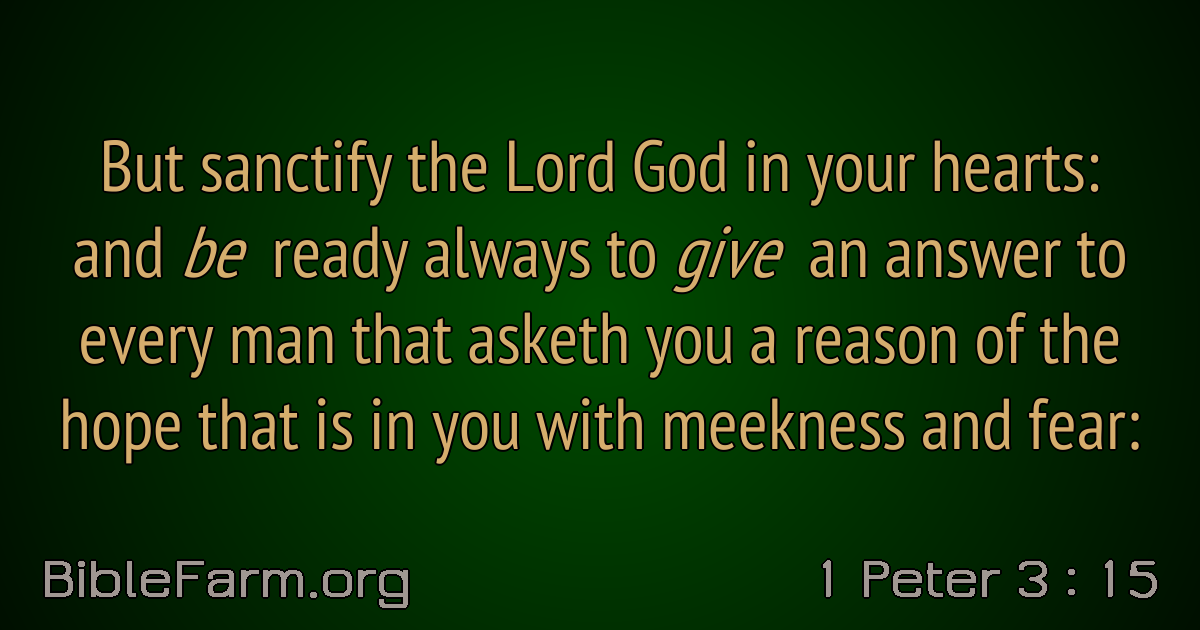 But sanctify the Lord God in your hearts:
and be ready always to give an answer to
every man that asketh you a reason of the
hope that is in you with meekness and fear:
BibleFarm.org
1 Peter 3 : 15